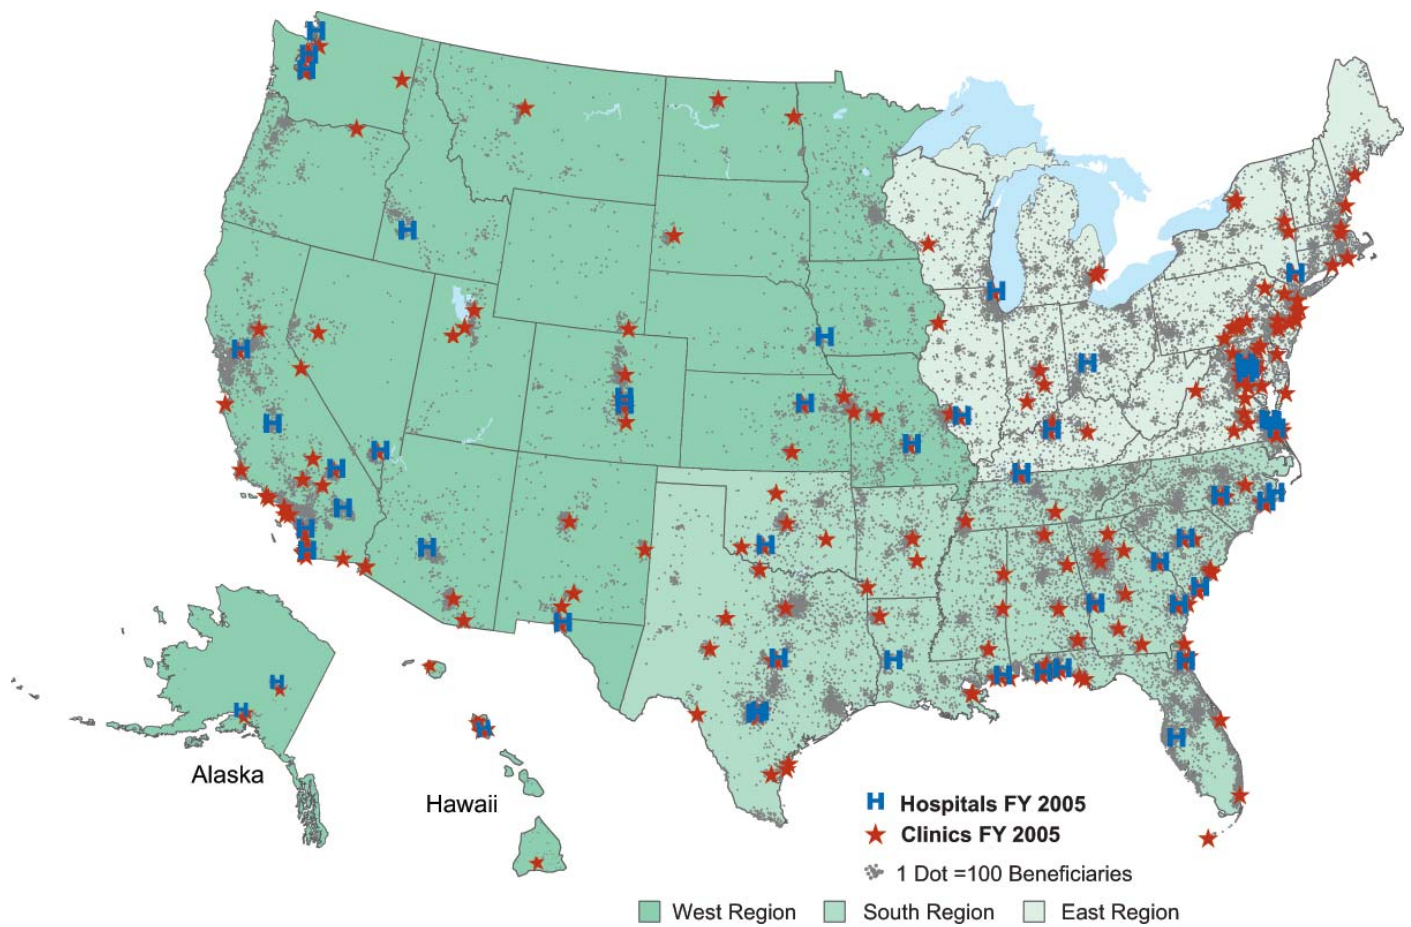 Alaska
Hawaii
H Hospitals FY 2005
Clinics FY 2005
1 Dot =100 Beneficiaries
West Region South Region East Region